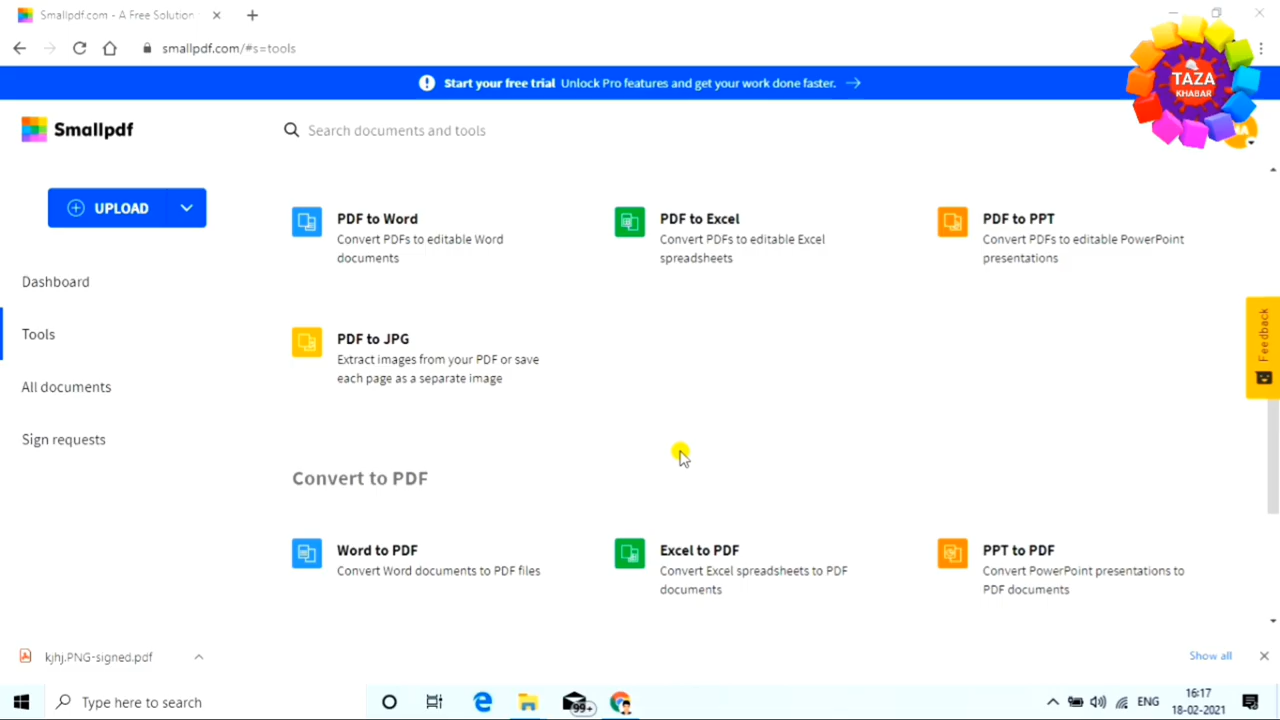 Smallpdf.com - A Free Solution
smallpdf.com/#s=tools
Start your free trial Unlock Pro features and get your work done faster.
TAZA
KHABAR
Smallpdf
Search documents and tools
UPLOAD
Dashboard
Tools
All documents
Sign requests
PDF to Word
Convert PDFs to editable Word
documents
PDF to Excel
Convert PDFs to editable Excel
spreadsheets
PDF to PPT
Convert PDFs to editable PowerPoint
presentations
PDF to JPG
Extract images from your PDF or save
each page as a separate image
Feedback
Convert to PDF
Word to PDF
Convert Word documents to PDF files
Excel to PDF
Convert Excel spreadsheets to PDF
documents
PPT to PDF
Convert PowerPoint presentations to
PDF documents
kjhj.PNG-signed.pdf
Show all
Type here to search
99+
ENG
16:17
18-02-2021